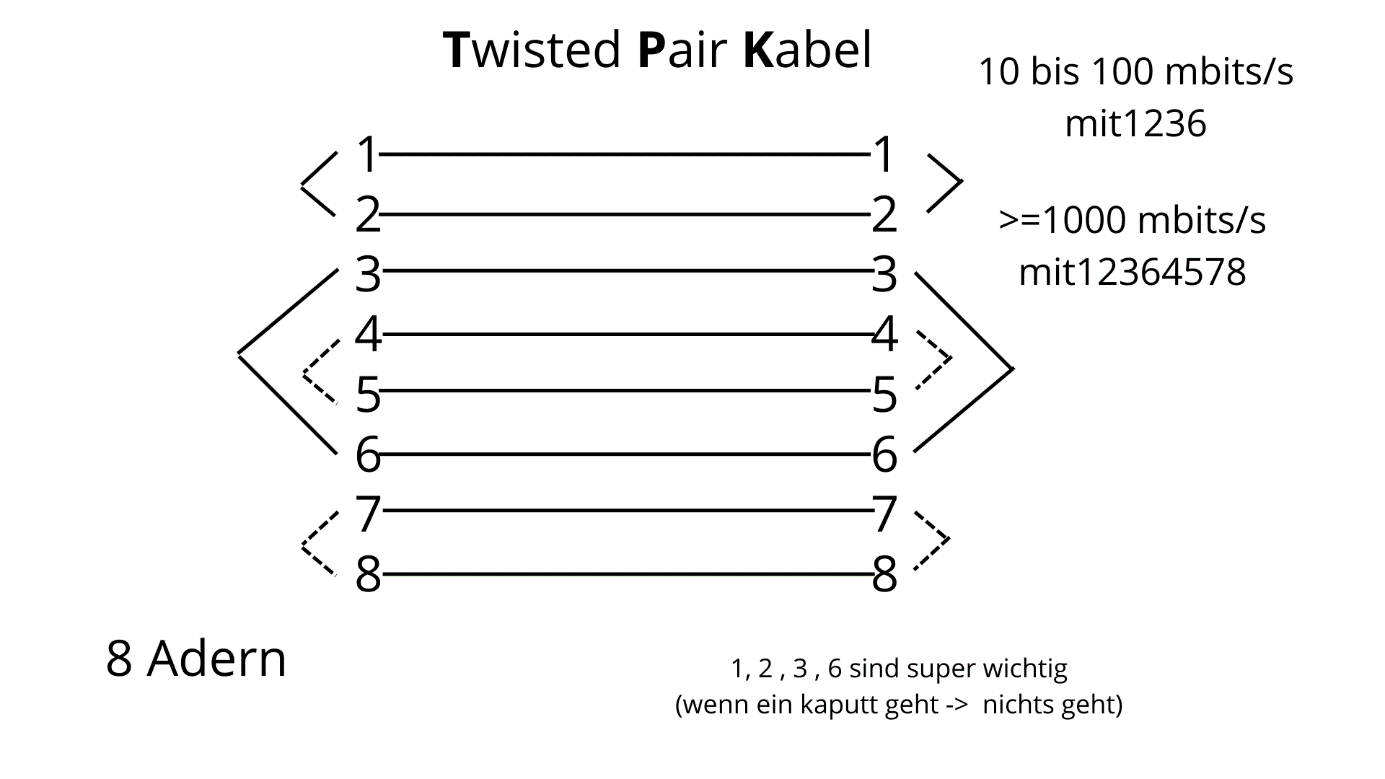 Twisted Pair Kabel
10 bis 100 mbits/s
mit1236
>=1000 mbits/s
mit12364578
1 1
2 2
3 3
4 4
5 5
6 6
7 7
8 8
8 Adern
1, 2 , 3 , 6 sind super wichtig
(wenn ein kaputt geht -> nichts geht)